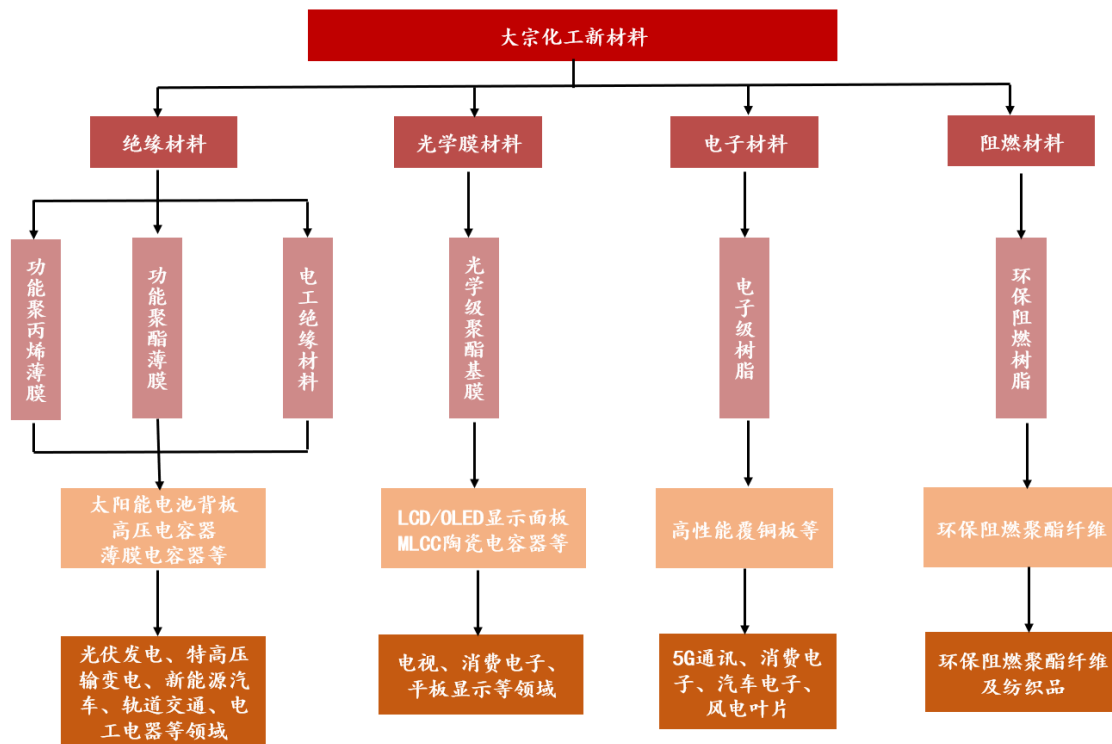 大宗化工新材料
绝缘材料
光学膜材料
电子材料
阻燃材料
功能聚丙烯薄膜
功能聚酯薄膜
电工绝缘材料
光学级聚酯基膜
电子级树脂
环保阻燃树脂
太阳能电池背板
高压电容器
薄膜电容器等
LCD/OLED显示面板
MLCC陶瓷电容器等
高性能覆铜板等
环保阻燃聚酯纤维
光伏发电、特高压
输变电、新能源汽
车、轨道交通、电
工电器等领域
电视、消费电子、
平板显示等领域
5G通讯、消费电
子、汽车电子、
风电叶片
环保阻燃聚酯纤维
及纺织品